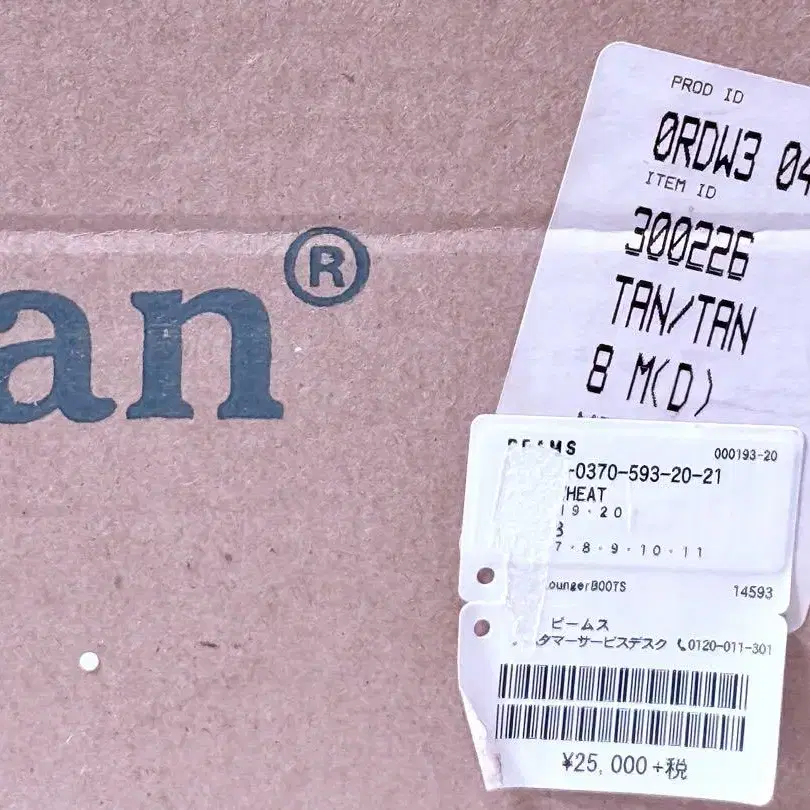 an®
PROD ID
0RDW3 04
ITEM ID
300226
TAN/TAN
8 M(D)
BEAMS
000193-20
-0370-593-20-21
HEAT
19・20
7・8・9・10・11
oungerBOOTS
14593
ビームス
タマーサービスデスク 📞0120-011-301
¥25,000+税